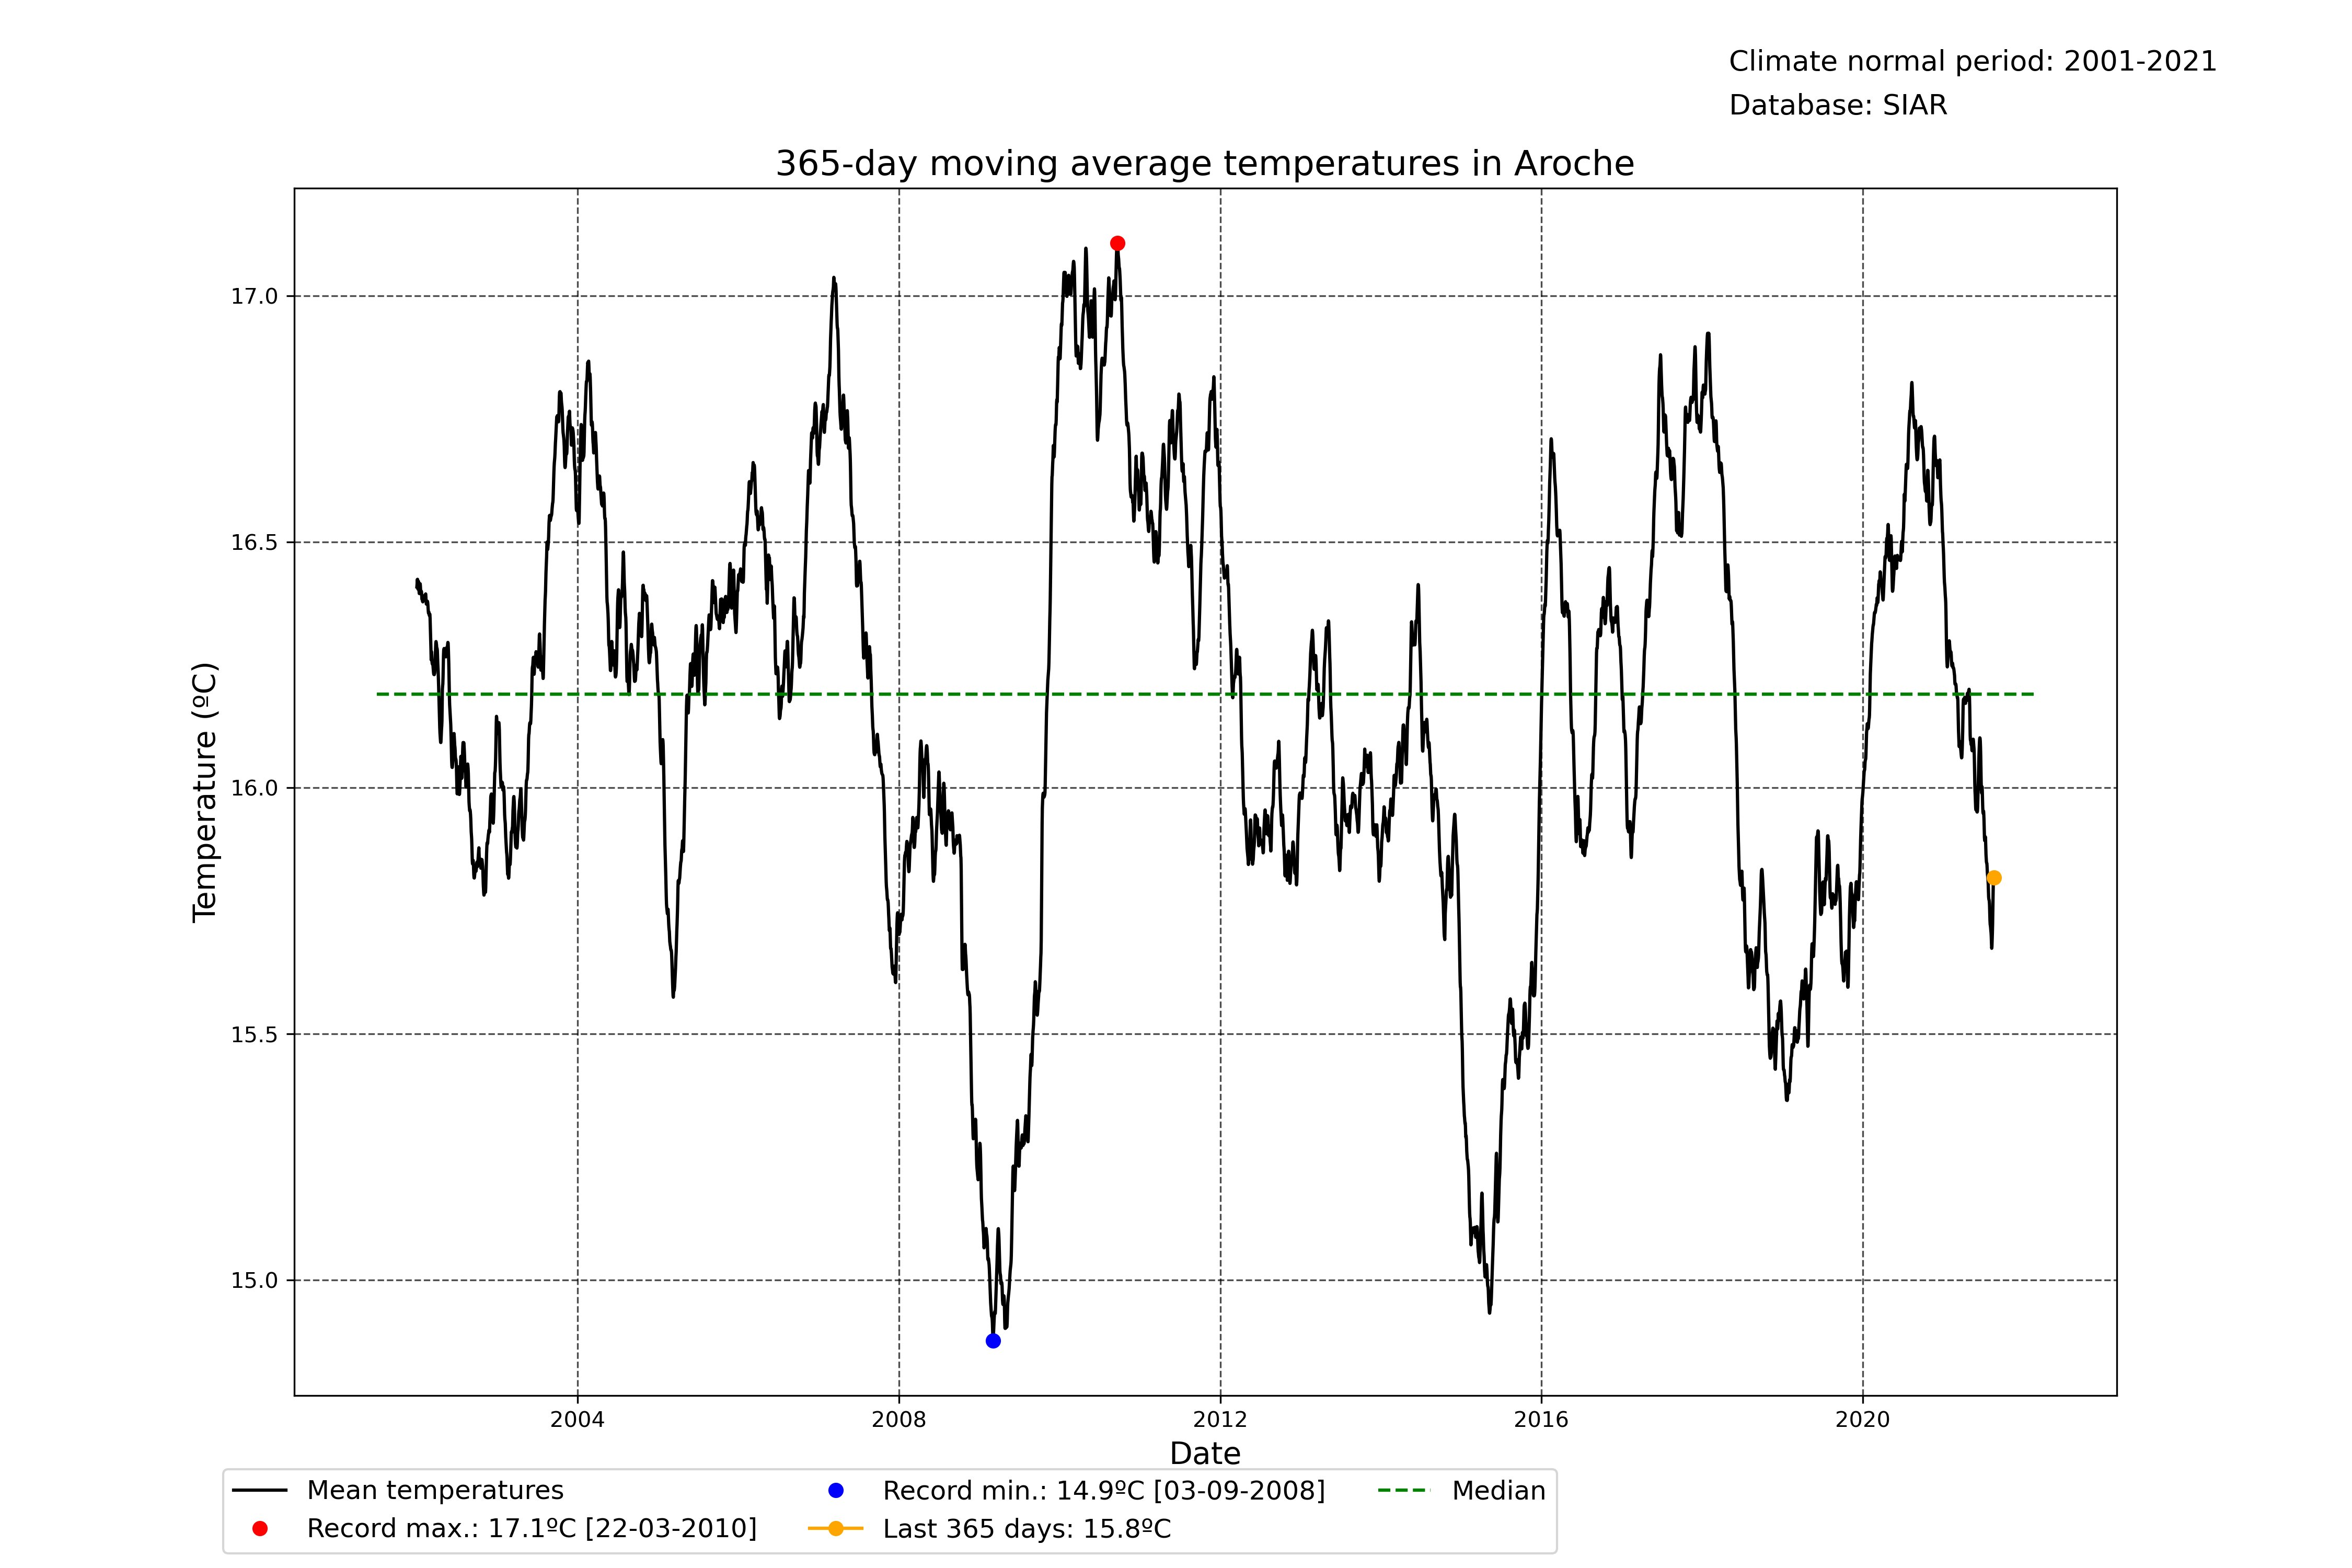 Climate normal period: 2001-2021
Database: SIAR
365-day moving average temperatures in Aroche
Temperature (ºC)
17.0
16.5
16.0
15.5
15.0
2004
2008
2012
2016
2020
Date
Mean temperatures
Record max.: 17.1ºC [22-03-2010]
Record min.: 14.9ºC [03-09-2008]
Last 365 days: 15.8ºC
Median